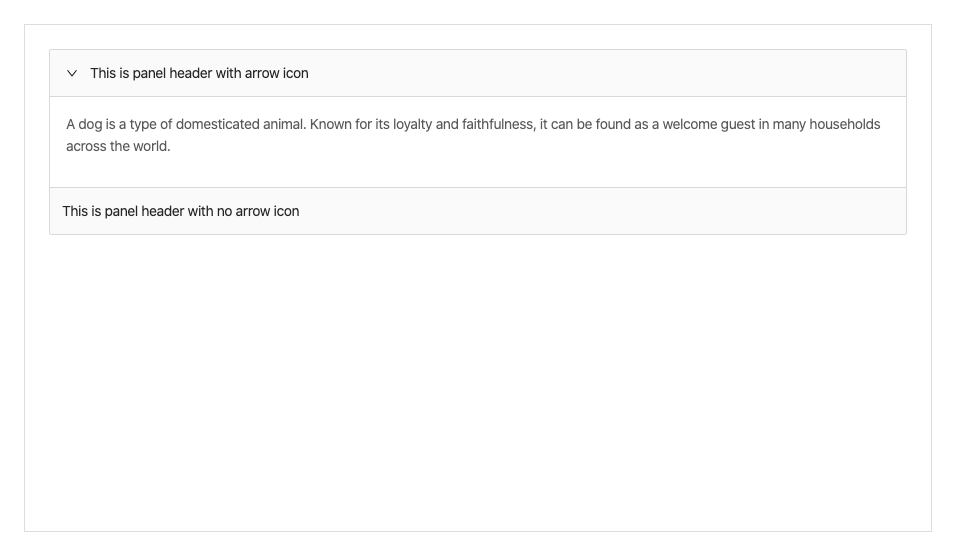 This is panel header with arrow icon
A dog is a type of domesticated animal. Known for its loyalty and faithfulness, it can be found as a welcome guest in many households
across the world.
This is panel header with no arrow icon